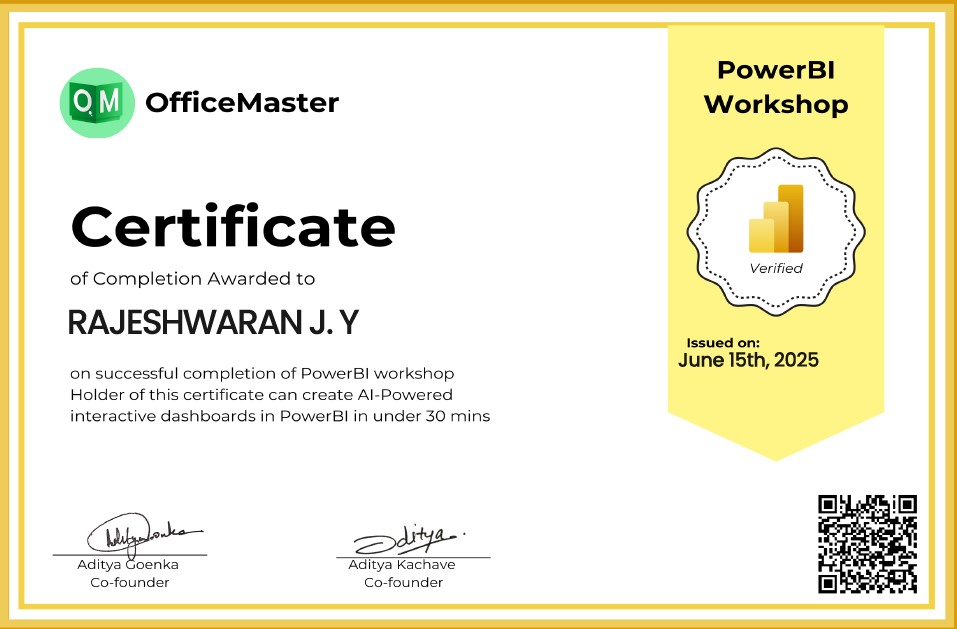 OM OfficeMaster
PowerBI
Workshop
Verified
Issued on:
June 15th, 2025
Certificate
of Completion Awarded to
RAJESHWARAN J. Y
on successful completion of PowerBI workshop
Holder of this certificate can create AI-Powered
interactive dashboards in PowerBI in under 30 mins
Aditya Goenka
Co-founder
Aditya
Aditya Kachave
Co-founder